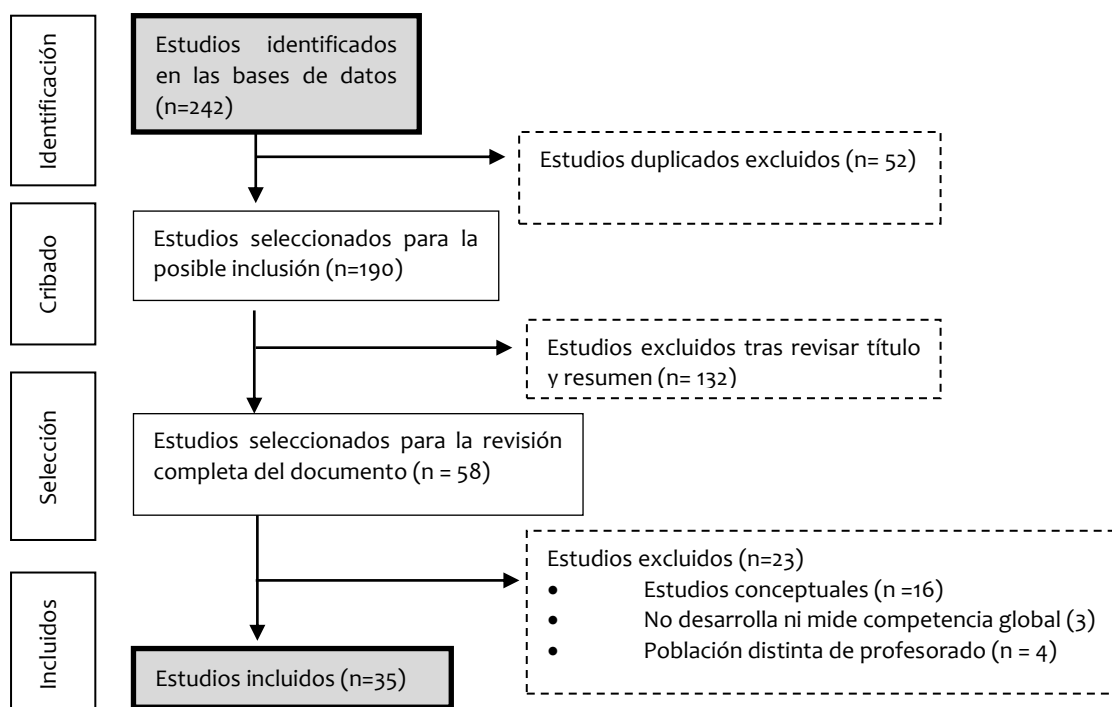 Identificación
Estudios identificados
en las bases de datos
(n=242)
Estudios duplicados excluidos (n= 52)
Cribado
Estudios seleccionados para la
posible inclusión (n=190)
Estudios excluidos tras revisar título
y resumen (n= 132)
Selección
Estudios seleccionados para la revisión
completa del documento (n = 58)
Estudios excluidos (n=23)
• Estudios conceptuales (n =16)
• No desarrolla ni mide competencia global (3)
• Población distinta de profesorado (n = 4)
Incluidos
Estudios incluidos (n=35)